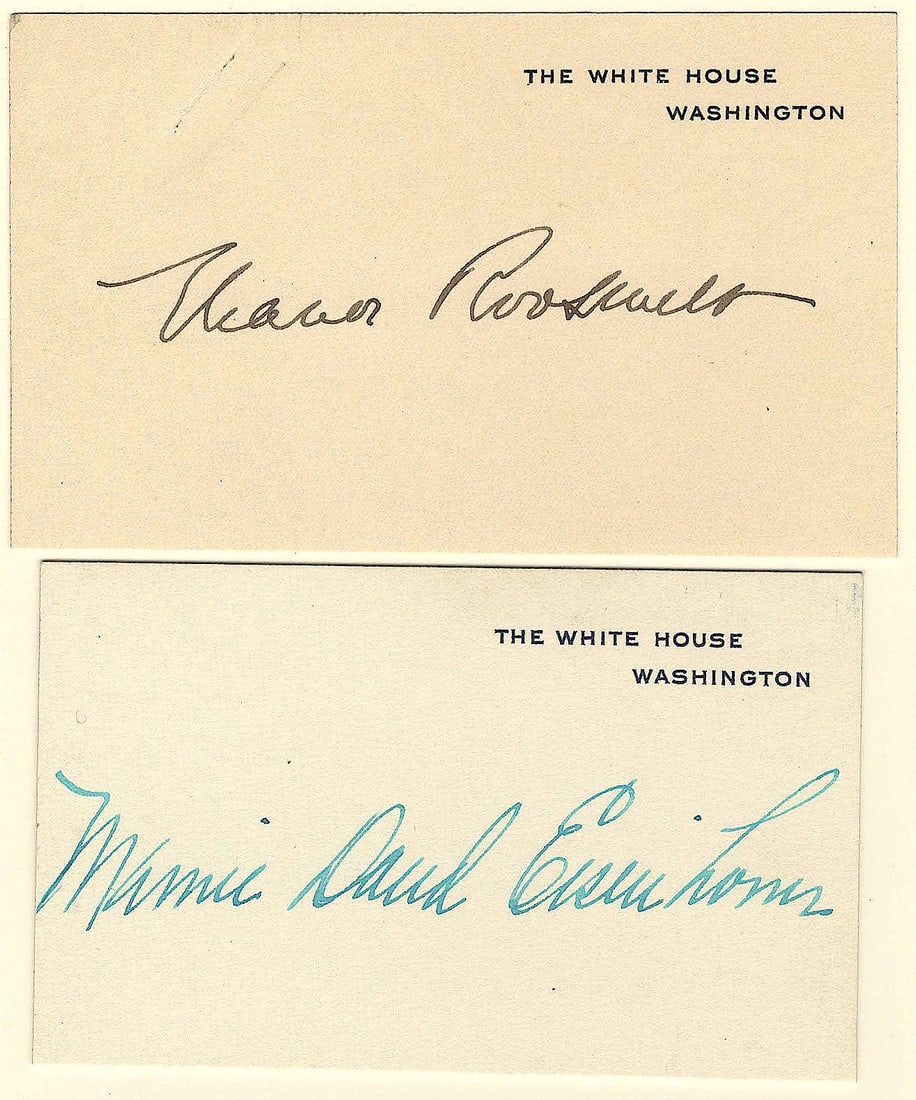 THE WHITE HOUSE
WASHINGTON
Eleanor Roosevelt
THE WHITE HOUSE
WASHINGTON
Mamie Doud Eisenhower